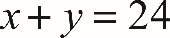 x + y = 24